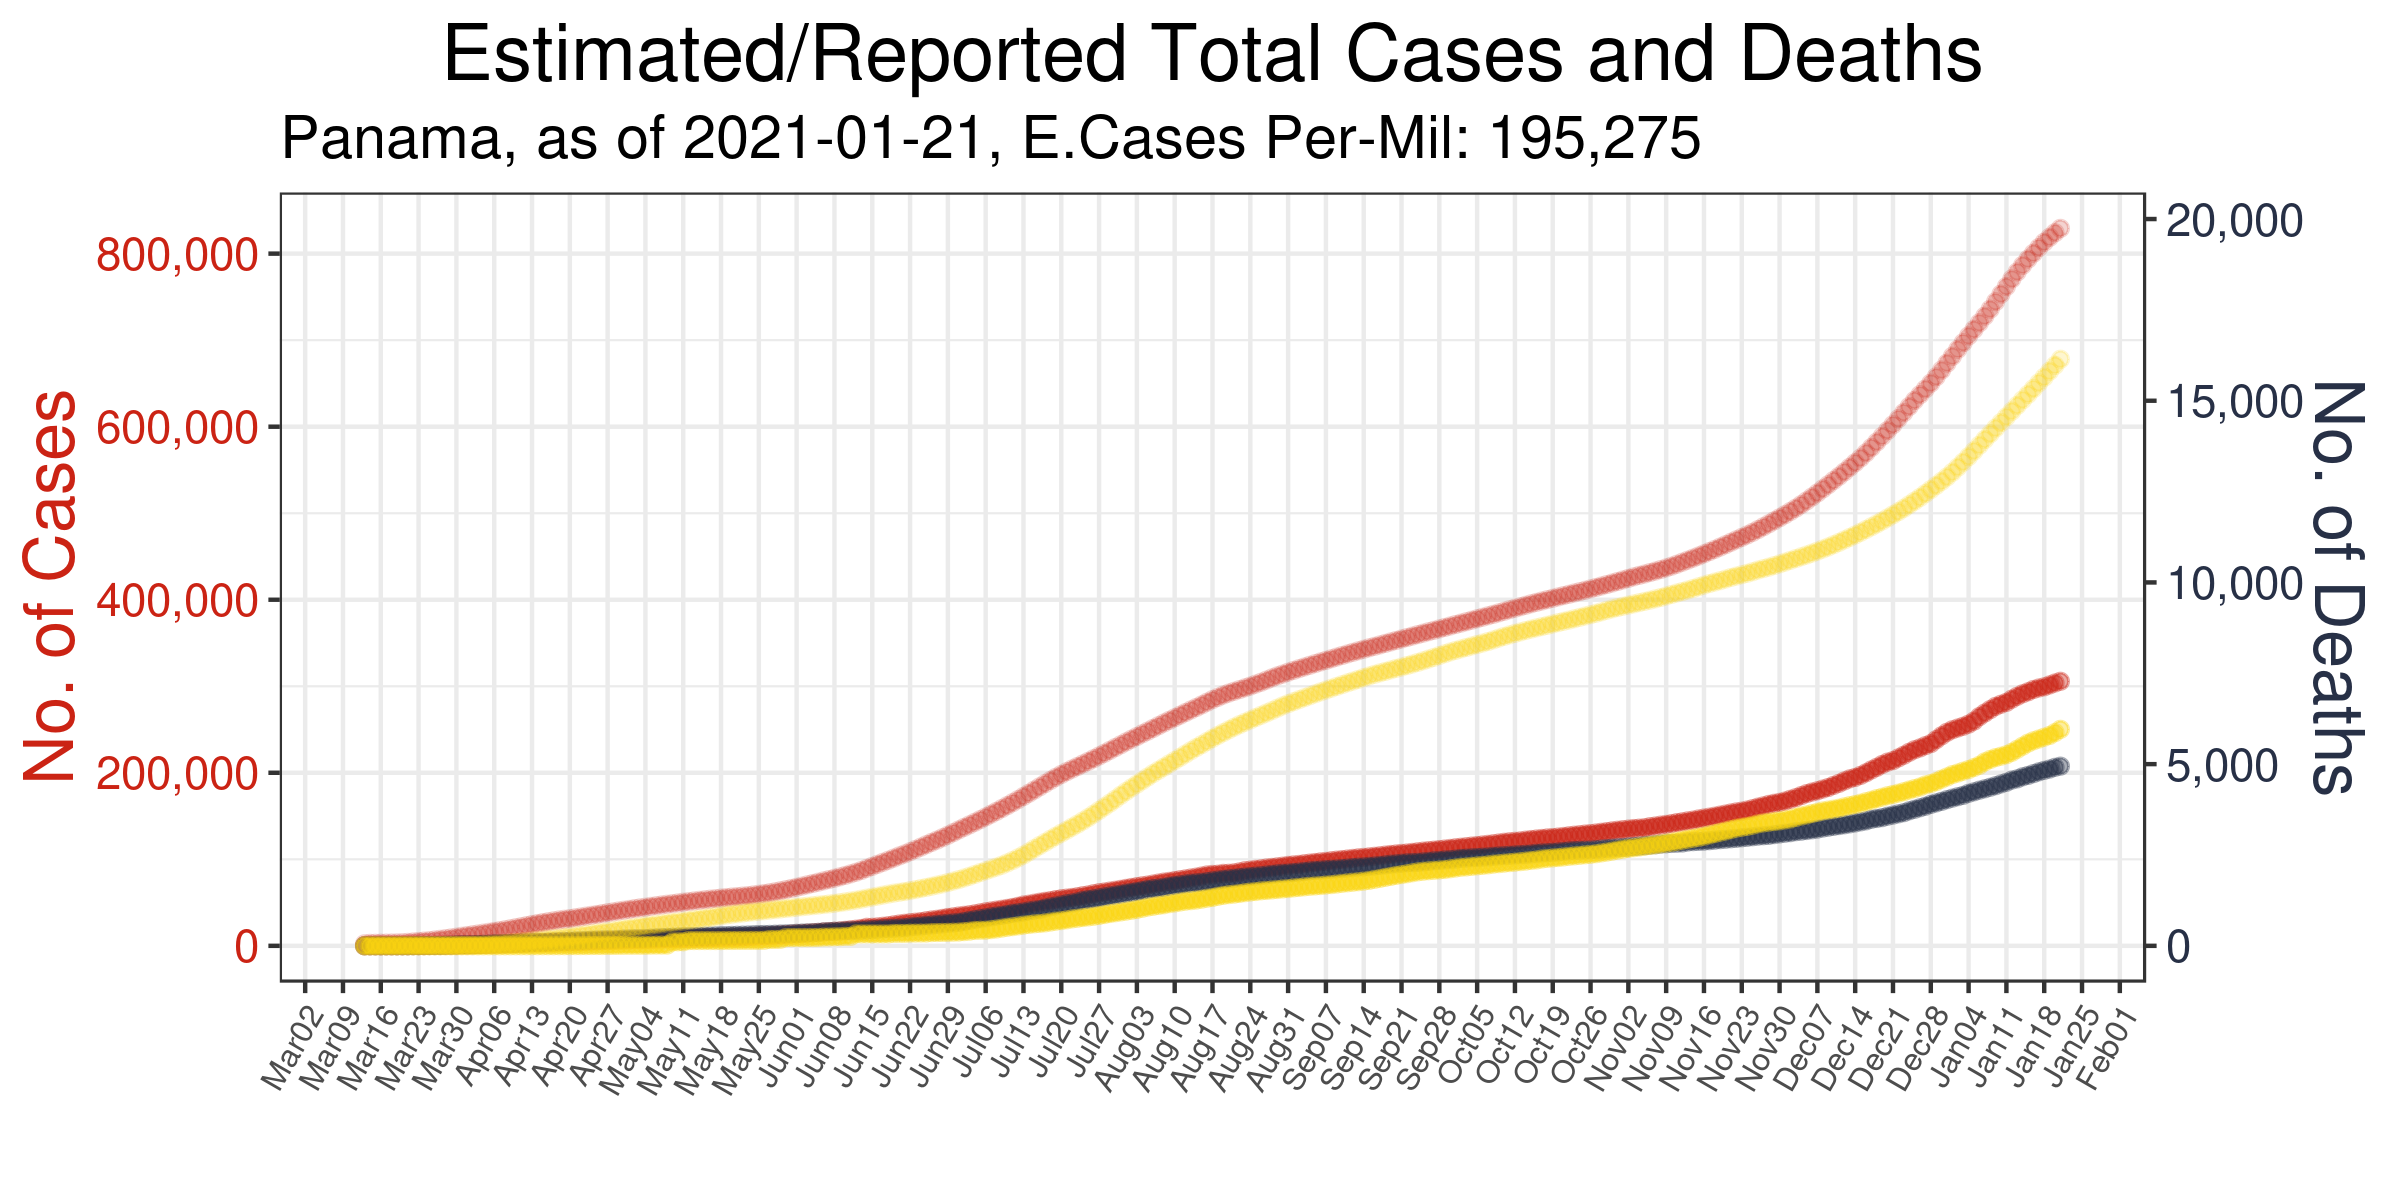 Estimated/Reported Total Cases and Deaths
Panama, as of 2021-01-21, E.Cases Per-Mil: 195,275
No. of Cases
800,000
600,000
400,000
200,000
0
20,000
15,000
10,000
5,000
0
No. of Deaths
Mar02
Mar09
Mar16
Mar23
Mar30
Apr06
Apr13
Apr20
Apr27
May04
May11
May18
May25
Jun01
Jun08
Jun15
Jun22
Jun29
Jul06
Jul13
Jul20
Jul27
Aug03
Aug10
Aug17
Aug24
Aug31
Sep07
Sep14
Sep21
Sep28
Oct05
Oct12
Oct19
Oct26
Nov02
Nov09
Nov16
Nov23
Nov30
Dec07
Dec14
Dec21
Dec28
Jan04
Jan11
Jan18
Jan25
Feb01